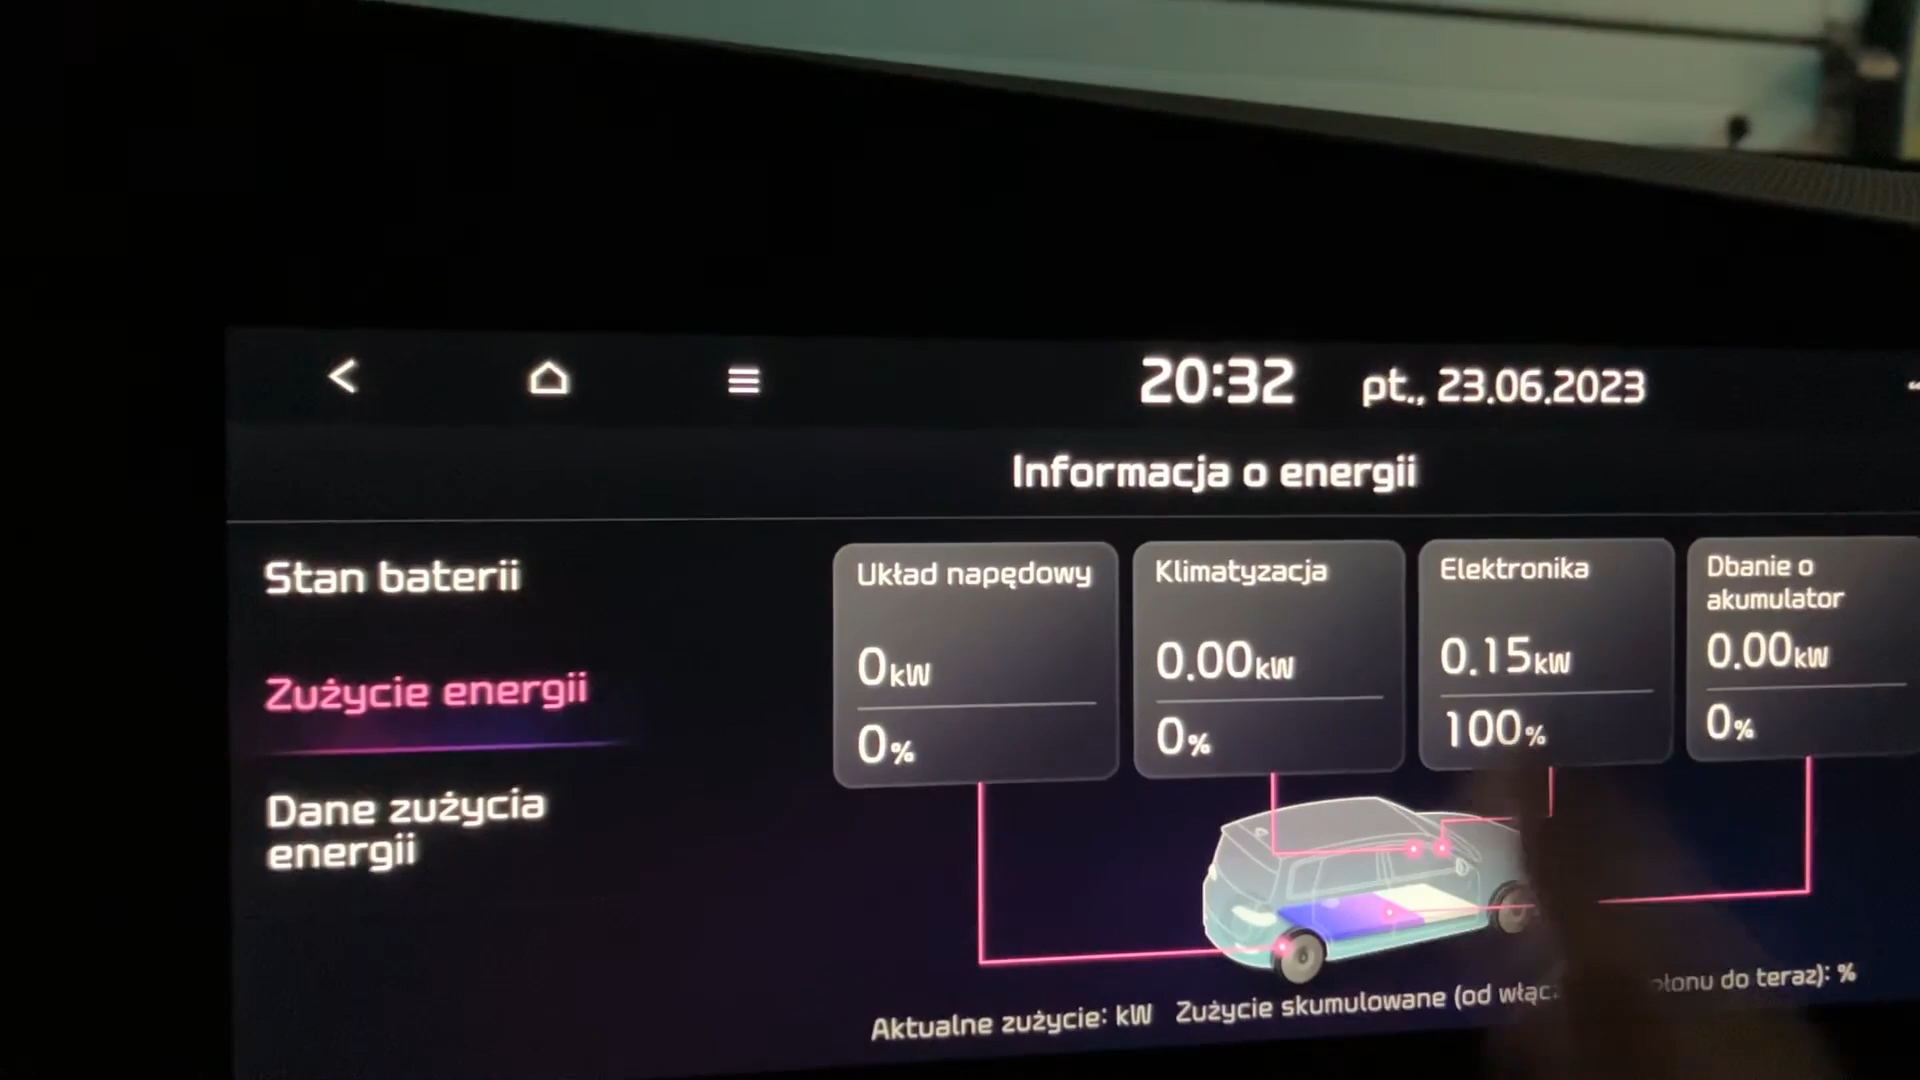 20:32 pt., 23.06.2023
Informacja o energii
Stan baterii
Zużycie energii
Dane zużycia
energii
Układ napędowy
0kW
0%
Klimatyzacja
0.00kW
0%
Elektronika
0.15kW
100%
Dbanie o
akumulator
0.00kW
0%
Aktualne zużycie: kW Zużycie skumulowane (od do teraz): %